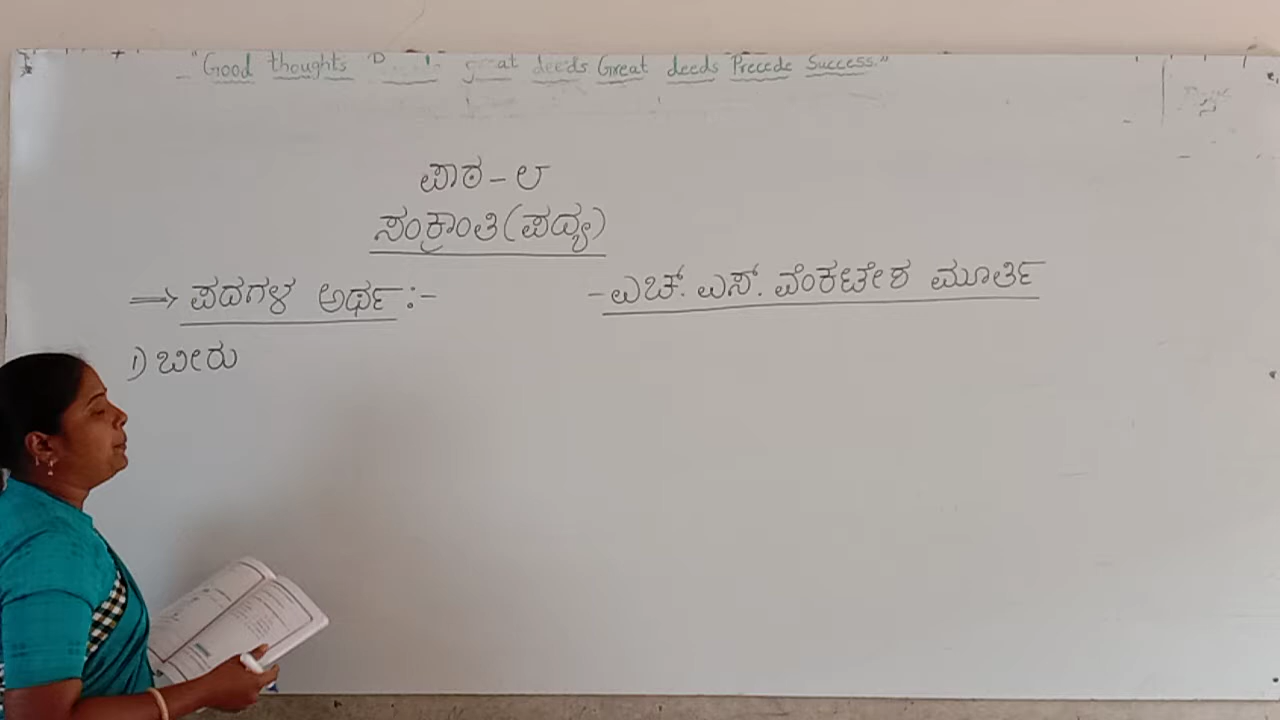 "Good thoughts great deeds Great deeds Precede Success."
ಪಾಠ - ೮
ಸಂಕ್ರಾಂತಿ (ಪದ್ಯ)
- ಎಚ್. ಎಸ್. ವೆಂಕಟೇಶ ಮೂರ್ತಿ
⟹ ಪದಗಳ ಅರ್ಥ :-
1) ಬೀರು